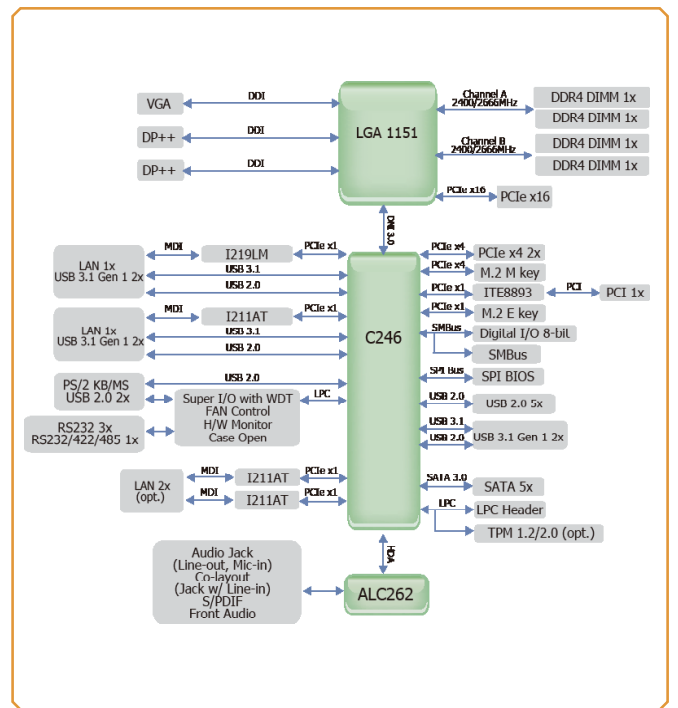 VGA
DDI
DP++
DDI
DP++
DDI
LGA 1151
Channel A
2400/2666MHz
DDR4 DIMM 1x
DDR4 DIMM 1x
Channel B
2400/2666MHz
DDR4 DIMM 1x
DDR4 DIMM 1x
PCIe x16
PCIe x16
DMI 3.0
LAN 1x
USB 3.1 Gen 1 2x
MDI
I219LM
PCIe x1
USB 3.1
USB 2.0
LAN 1x
USB 3.1 Gen 1 2x
MDI
I211AT
PCIe x1
USB 3.1
USB 2.0
PS/2 KB/MS
USB 2.0 2x
USB 2.0
Super I/O with WDT
FAN Control
H/W Monitor
Case Open
LPC
RS232 3x
RS232/422/485 1x
LAN 2x
(opt.)
MDI
I211AT
PCIe x1
MDI
I211AT
PCIe x1
C246
PCIe x4
PCIe x4 2x
PCIe x4
M.2 M key
PCIe x1
ITE8893
PCI
PCI 1x
PCIe x1
M.2 E key
SMBus
Digital I/O 8-bit
SMBus
SPI Bus
SPI BIOS
USB 2.0
USB 2.0 5x
USB 3.1
USB 2.0
USB 3.1 Gen 1 2x
SATA 3.0
SATA 5x
LPC
LPC Header
TPM 1.2/2.0 (opt.)
HDA
Audio Jack
(Line-out, Mic-in)
Co-layout
(Jack w/ Line-in)
S/PDIF
Front Audio
ALC262